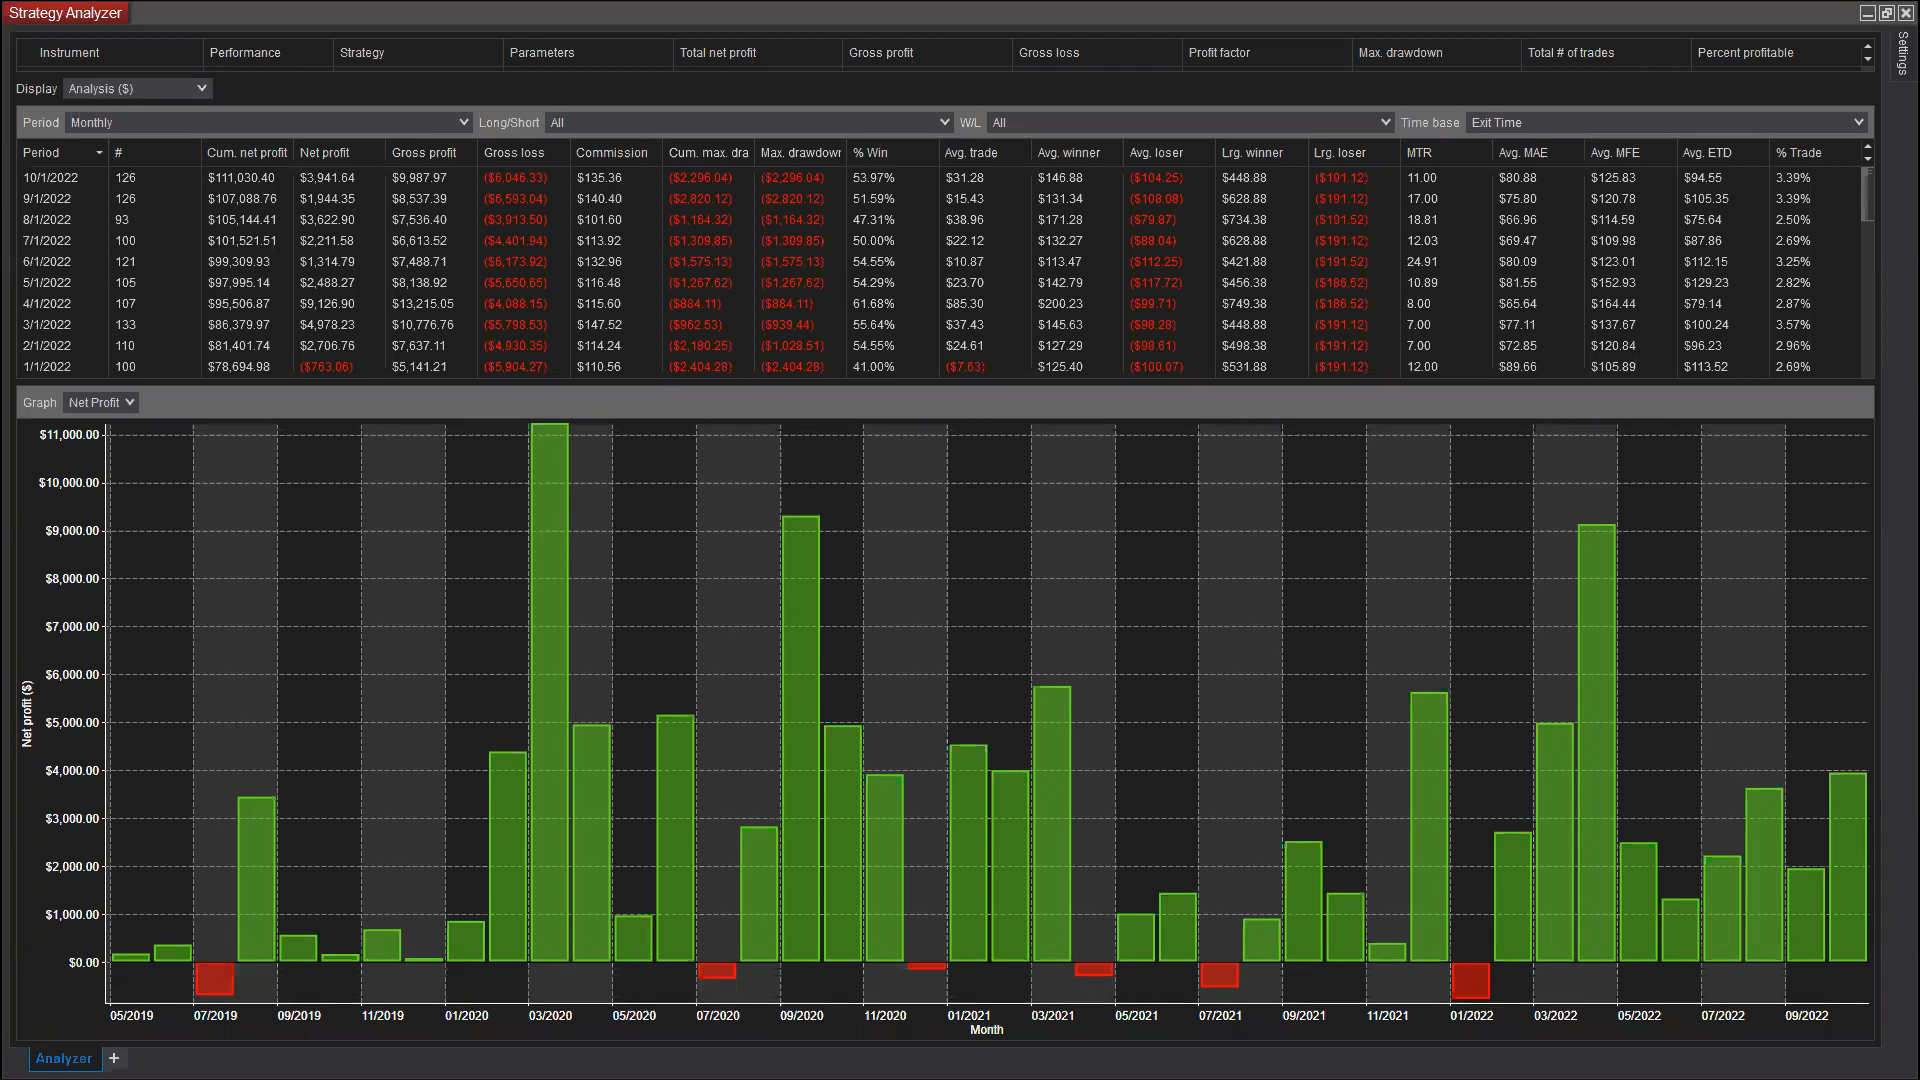 Strategy Analyzer
Settings
Instrument Performance Strategy Parameters Total net profit Gross profit Gross loss Profit factor Max. drawdown Total # of trades Percent profitable
Display Analysis ($)
Period Monthly Long/Short All W/L All Time base Exit Time
Period # Cum. net profit Net profit Gross profit Gross loss Commission Cum. max. dra Max. drawdown % Win Avg. trade Avg. winner Avg. loser Lrg. winner Lrg. loser MTR Avg. MAE Avg. MFE Avg. ETD % Trade
10/1/2022 126 $111,030.40 $3,941.64 $9,987.97 ($6,046.33) $135.36 ($2,296.04) ($2,296.04) 53.97% $31.28 $146.88 ($104.25) $448.88 ($191.12) 11.00 $80.88 $125.83 $94.55 3.39%
9/1/2022 126 $107,088.76 $1,944.35 $8,537.39 ($6,593.04) $140.40 ($2,820.12) ($2,820.12) 51.59% $15.43 $131.34 ($108.08) $628.88 ($191.12) 17.00 $75.80 $120.78 $105.35 3.39%
8/1/2022 93 $105,144.41 $3,622.90 $7,536.40 ($3,913.50) $101.60 ($1,164.32) ($1,164.32) 47.31% $38.96 $171.28 ($79.87) $734.38 ($191.52) 18.81 $66.96 $114.59 $75.64 2.50%
7/1/2022 100 $101,521.51 $2,211.58 $6,613.52 ($4,401.94) $113.92 ($1,309.85) ($1,309.85) 50.00% $22.12 $132.27 ($88.04) $628.88 ($191.12) 12.03 $69.47 $109.98 $87.86 2.69%
6/1/2022 121 $99,309.93 $1,314.79 $7,488.71 ($6,173.92) $132.96 ($1,575.13) ($1,575.13) 54.55% $10.87 $113.47 ($112.25) $421.88 ($191.52) 24.91 $80.09 $123.01 $112.15 3.25%
5/1/2022 105 $97,995.14 $2,488.27 $8,138.92 ($5,650.65) $116.48 ($1,267.62) ($1,267.62) 54.29% $23.70 $142.79 ($117.72) $456.38 ($186.52) 10.89 $81.55 $152.93 $129.23 2.82%
4/1/2022 107 $95,506.87 $9,126.90 $13,215.05 ($4,088.15) $115.60 ($884.11) ($884.11) 61.68% $85.30 $200.23 ($99.71) $749.38 ($186.52) 8.00 $65.64 $164.44 $79.14 2.87%
3/1/2022 133 $86,379.97 $4,978.23 $10,776.76 ($5,798.53) $147.52 ($962.53) ($939.44) 55.64% $37.43 $145.63 ($98.28) $448.88 ($191.12) 7.00 $77.11 $137.67 $100.24 3.57%
2/1/2022 110 $81,401.74 $2,706.76 $7,637.11 ($4,930.35) $114.24 ($2,180.25) ($1,028.51) 54.55% $24.61 $127.29 ($98.61) $498.38 ($191.12) 7.00 $72.85 $120.84 $96.23 2.96%
1/1/2022 100 $78,694.98 ($763.06) $5,141.21 ($5,904.27) $110.56 ($2,404.28) ($2,404.28) 41.00% ($7.63) $125.40 ($100.07) $531.88 ($191.12) 12.00 $89.66 $105.89 $113.52 2.69%
Graph Net Profit
$11,000.00
$10,000.00
$9,000.00
$8,000.00
$7,000.00
$6,000.00
$5,000.00
$4,000.00
$3,000.00
$2,000.00
$1,000.00
$0.00
Net profit ($)
05/2019 07/2019 09/2019 11/2019 01/2020 03/2020 05/2020 07/2020 09/2020 11/2020 01/2021 03/2021 05/2021 07/2021 09/2021 11/2021 01/2022 03/2022 05/2022 07/2022 09/2022
Month
Analyzer +